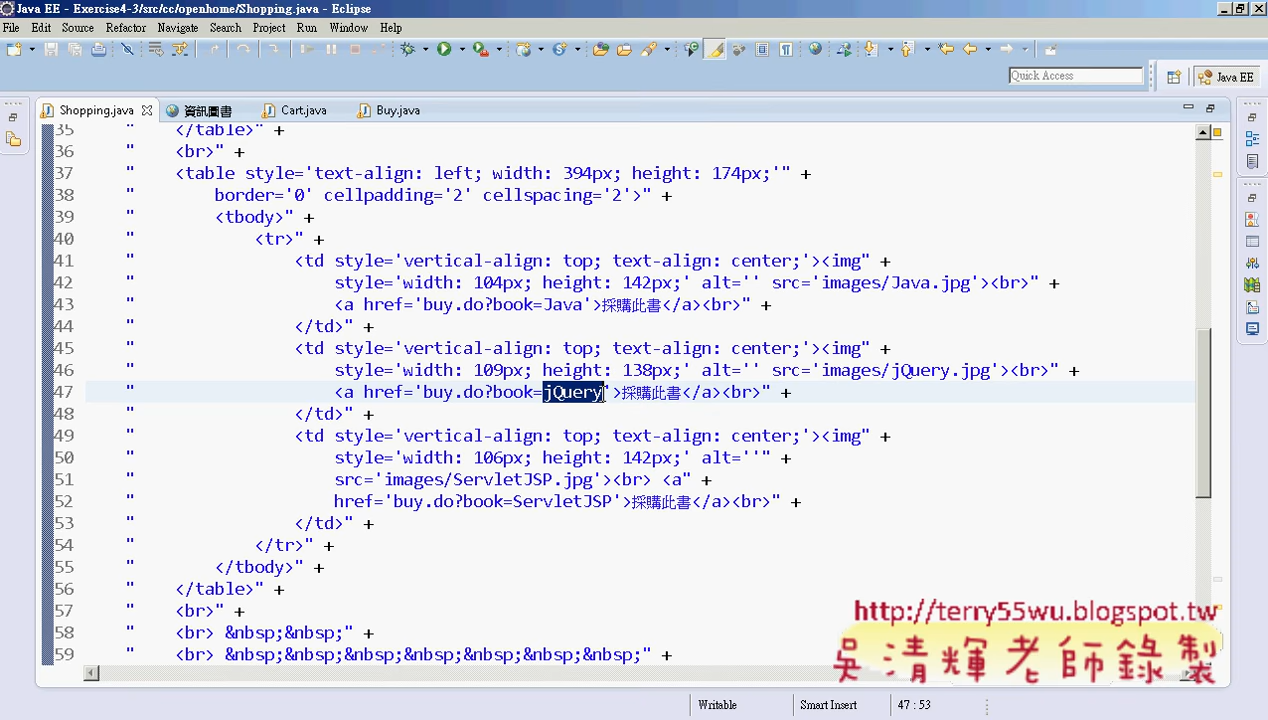 Java EE - Exercise4-3/src/cc/openhome/Shopping.java - Eclipse
File Edit Source Refactor Navigate Search Project Run Window Help
Quick Access
Java EE
Shopping.java 資訊圖書 Cart.java Buy.java
35 " </table>" +
36 " <br>" +
37 " <table style='text-align: left; width: 394px; height: 174px;'" +
38 " border='0' cellpadding='2' cellspacing='2'>" +
39 " <tbody>" +
40 " <tr>" +
41 " <td style='vertical-align: top; text-align: center;'><img" +
42 " style='width: 104px; height: 142px;' alt='' src='images/Java.jpg'><br>" +
43 " <a href='buy.do?book=Java'>採購此書</a><br>" +
44 " </td>" +
45 " <td style='vertical-align: top; text-align: center;'><img" +
46 " style='width: 109px; height: 138px;' alt='' src='images/jQuery.jpg'><br>" +
47 " <a href='buy.do?book=jQuery'>採購此書</a><br>" +
48 " </td>" +
49 " <td style='vertical-align: top; text-align: center;'><img" +
50 " style='width: 106px; height: 142px;' alt=''" +
51 " src='images/ServletJSP.jpg'><br> <a" +
52 " href='buy.do?book=ServletJSP'>採購此書</a><br>" +
53 " </td>" +
54 " </tr>" +
55 " </tbody>" +
56 " </table>" +
57 " <br>" +
58 " <br> &nbsp;&nbsp;" +
59 " <br> &nbsp;&nbsp;&nbsp;&nbsp;&nbsp;&nbsp;&nbsp;" +
http://terry55wu.blogspot.tw
吳清輝老師錄製
Writable Smart Insert 47 : 53